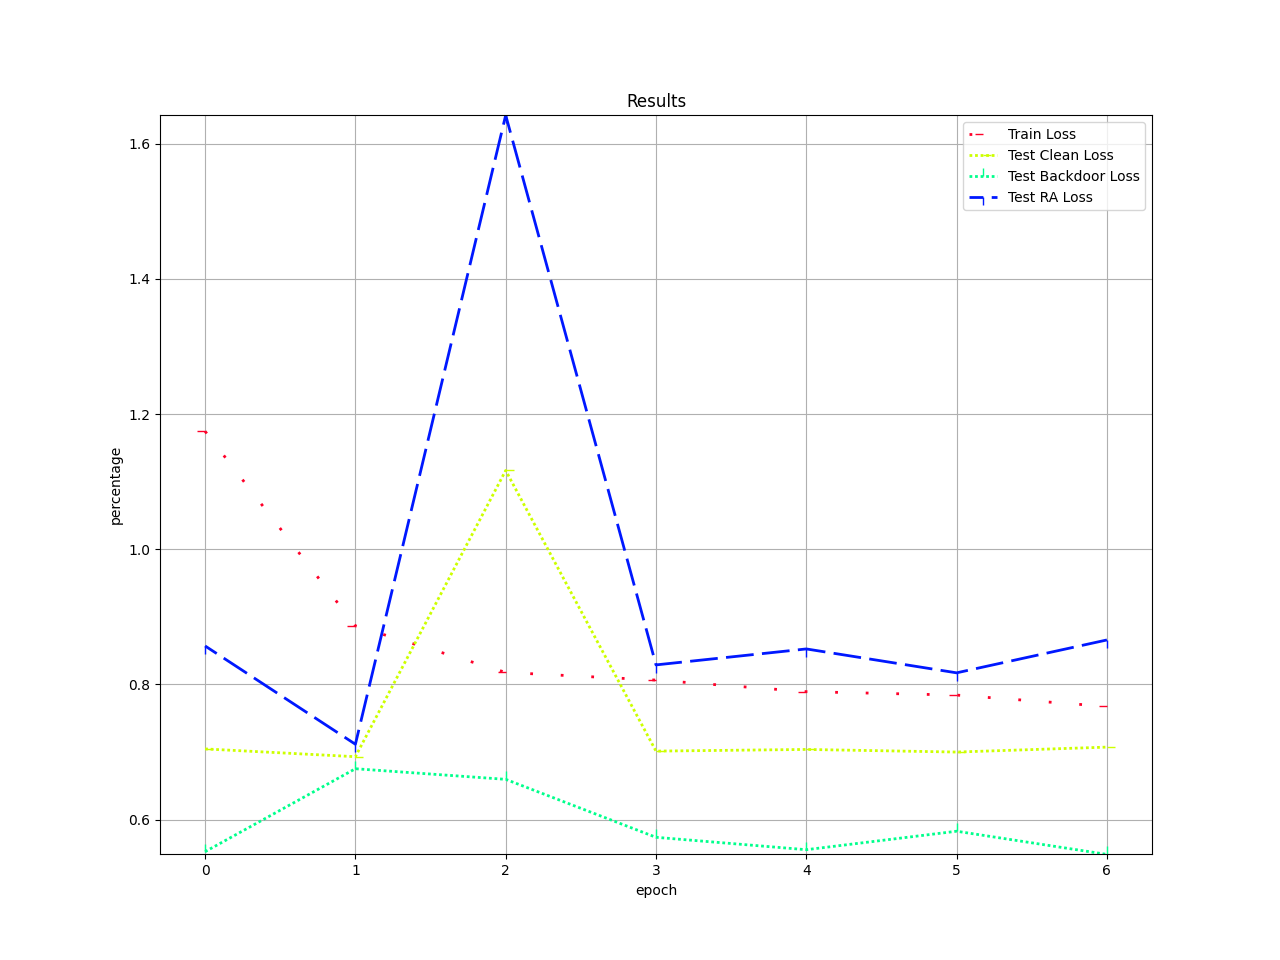 Results
Train Loss
Test Clean Loss
Test Backdoor Loss
Test RA Loss
percentage
1.6
1.4
1.2
1.0
0.8
0.6
0 1 2 3 4 5 6
epoch